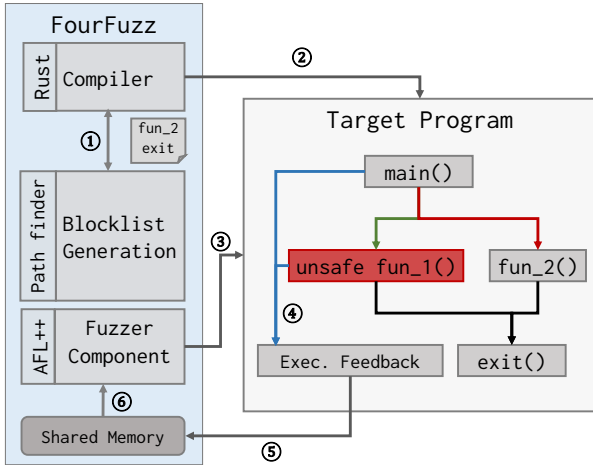 FourFuzz
Rust
Compiler
②
①
fun_2
exit
Path finder
Blocklist
Generation
③
AFL++
Fuzzer
Component
⑥
Shared Memory
⑤
Target Program
main()
unsafe fun_1()
fun_2()
④
Exec. Feedback
exit()